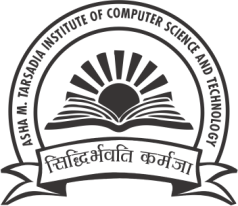 ASHA M. TARSADIA INSTITUTE OF COMPUTER SCIENCE AND TECHNOLOGY
सिद्धिर्भवति कर्मजा